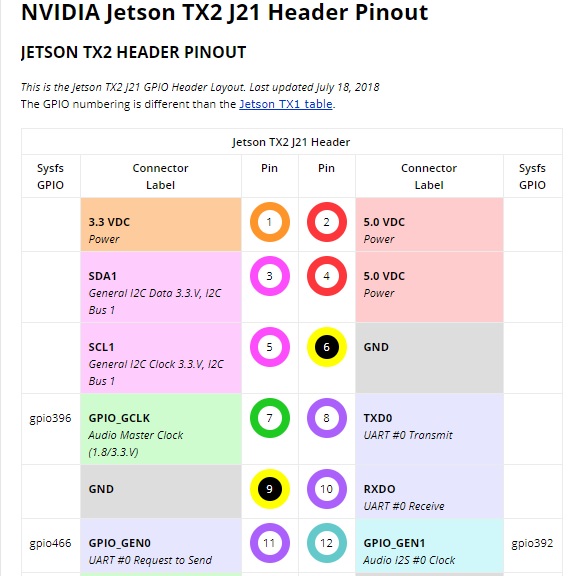 NVIDIA Jetson TX2 J21 Header Pinout
JETSON TX2 HEADER PINOUT
This is the Jetson TX2 J21 GPIO Header Layout. Last updated July 18, 2018
The GPIO numbering is different than the Jetson TX1 table.
Jetson TX2 J21 Header
Sysfs GPIO Connector Label Pin Pin Connector Label Sysfs GPIO
3.3 VDC
Power
1
2
5.0 VDC
Power
SDA1
General I2C Data 3.3.V, I2C
Bus 1
3
4
5.0 VDC
Power
SCL1
General I2C Clock 3.3.V, I2C
Bus 1
5
6
GND
gpio396
GPIO_GCLK
Audio Master Clock
(1.8/3.3.V)
7
8
TXD0
UART #0 Transmit
GND
9
10
RXDO
UART #0 Receive
gpio466
GPIO_GEN0
UART #0 Request to Send
11
12
GPIO_GEN1
Audio I2S #0 Clock
gpio392